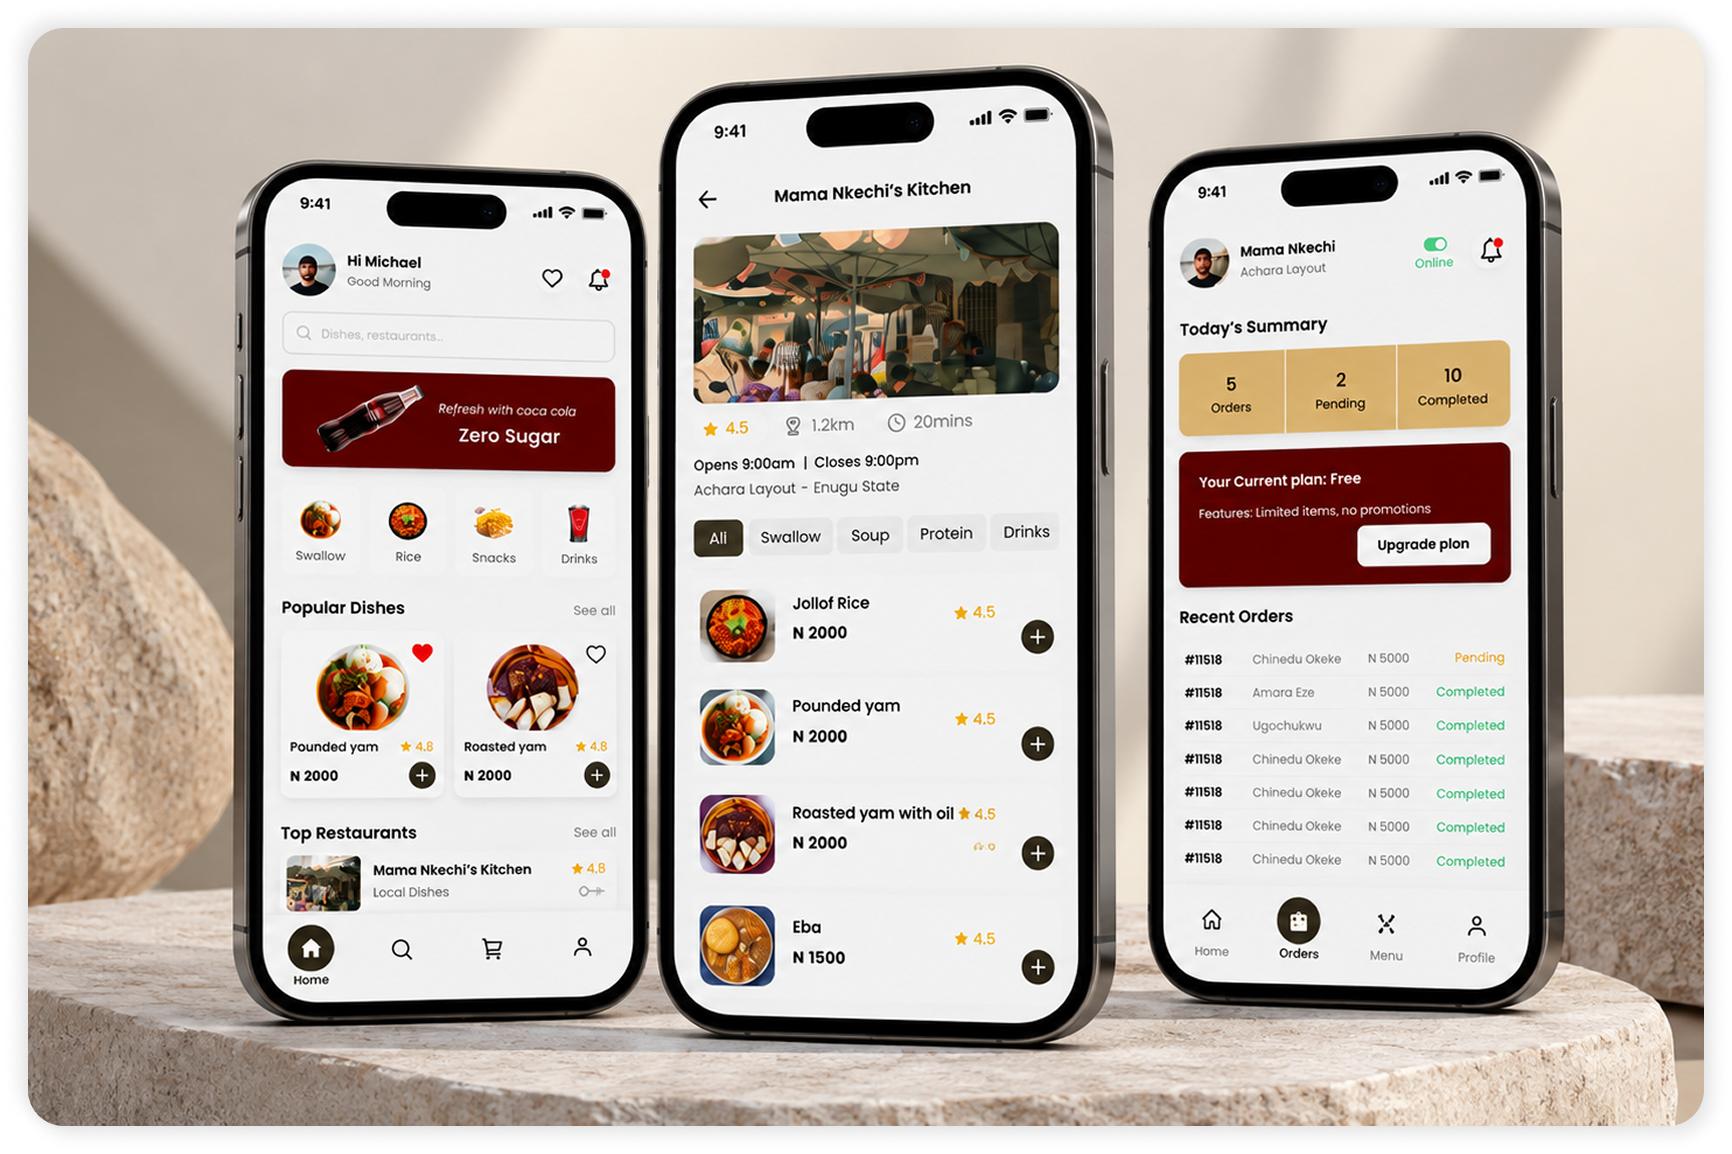 9:41
Hi Michael
Good Morning
Dishes, restaurants..
Refresh with coca cola
Zero Sugar
Swallow
Rice
Snacks
Drinks
Popular Dishes
See all
Pounded yam
4.8
N 2000
Roasted yam
4.8
N 2000
Top Restaurants
See all
Mama Nkechi's Kitchen
4.8
Local Dishes
Home
9:41
Mama Nkechi's Kitchen
4.5
1.2km
20mins
Opens 9:00am | Closes 9:00pm
Achara Layout - Enugu State
All
Swallow
Soup
Protein
Drinks
Jollof Rice
4.5
N 2000
Pounded yam
4.5
N 2000
Roasted yam with oil
4.5
N 2000
Eba
4.5
N 1500
9:41
Mama Nkechi
Achara Layout
Online
Today's Summary
5
Orders
2
Pending
10
Completed
Your Current plan: Free
Features: Limited items, no promotions
Upgrade plon
Recent Orders
#11518 Chinedu Okeke N 5000 Pending
#11518 Amara Eze N 5000 Completed
#11518 Ugochukwu N 5000 Completed
#11518 Chinedu Okeke N 5000 Completed
#11518 Chinedu Okeke N 5000 Completed
#11518 Chinedu Okeke N 5000 Completed
#11518 Chinedu Okeke N 5000 Completed
Home
Orders
Menu
Profile